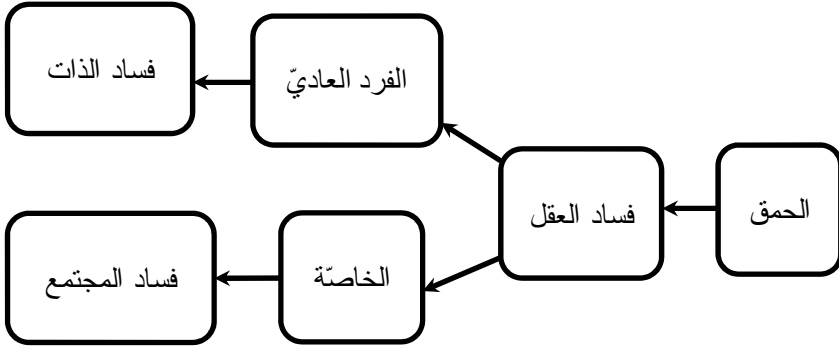 الحمق
فساد العقل
الفرد العاديّ
فساد الذات
الخاصّة
فساد المجتمع